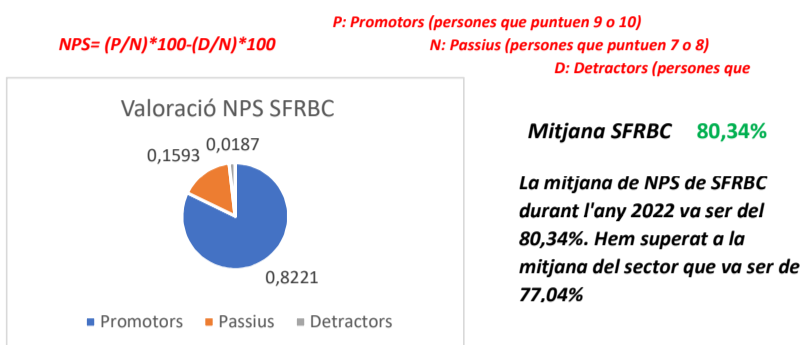 P: Promotors (persones que puntuen 9 o 10)
NPS= (P/N)*100-(D/N)*100
N: Passius (persones que puntuen 7 o 8)
D: Detractors (persones que
Valoració NPS SFRBC
0,0187
0,1593
0,8221
Promotors Passius Detractors
Mitjana SFRBC 80,34%
La mitjana de NPS de SFRBC
durant l'any 2022 va ser del
80,34%. Hem superat a la
mitjana del sector que va ser de
77,04%